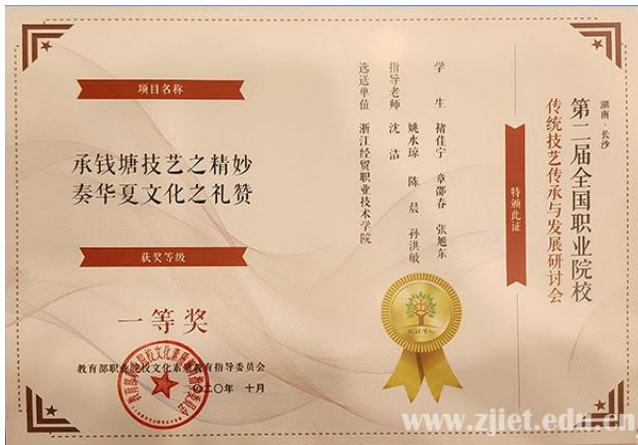 湖南·长沙
第二届全国职业院校
传统技艺传承与发展研讨会
特颁此证
学生 褚佳宁 章邵春 张旭东
姚水琼 陈晨 孙洪敏
指导老师 沈洁
选送单位 浙江经贸职业技术学院
项目名称
承钱塘技艺之精妙
奏华夏文化之礼赞
获奖等级
一等奖
教育部职业院校文化素质教育指导委员会
二〇二〇年 十月
www.zjiet.edu.cn